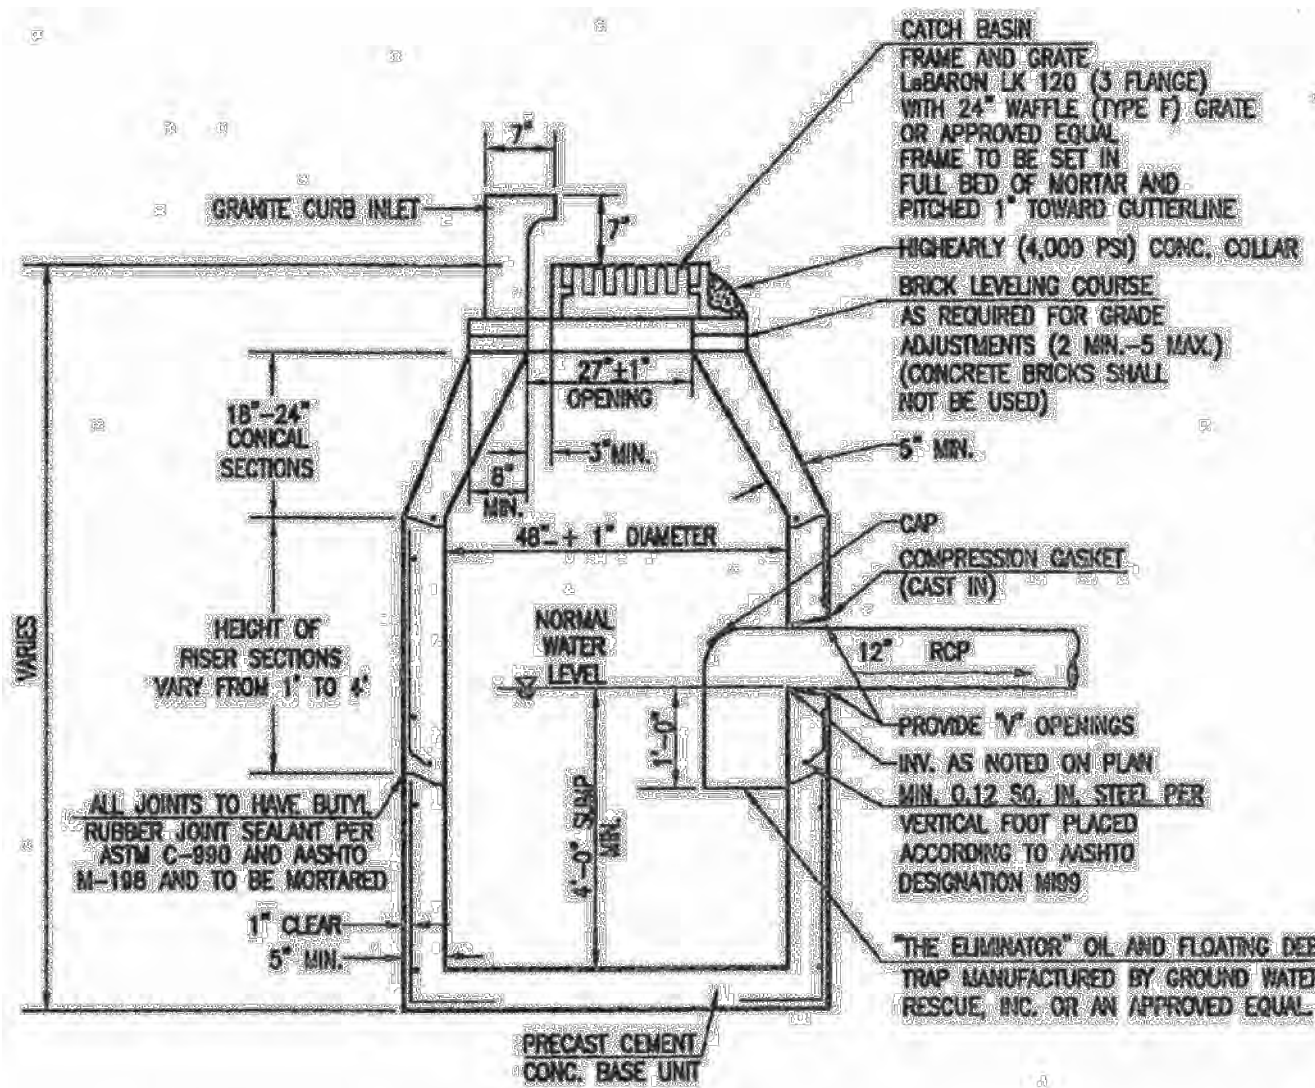 CATCH BASIN
FRAME AND GRATE
LeBARON LK 120 (3 FLANGE)
WITH 24" WAFFLE (TYPE F) GRATE
OR APPROVED EQUAL
FRAME TO BE SET IN
FULL BED OF MORTAR AND
PITCHED 1" TOWARD GUTTERLINE
7"
GRANITE CURB INLET
7"
HIGHEARLY (4,000 PSI) CONC. COLLAR
BRICK LEVELING COURSE
AS REQUIRED FOR GRADE
ADJUSTMENTS (2 MIN.-5 MAX.)
(CONCRETE BRICKS SHALL
NOT BE USED)
27"±1"
OPENING
18"-24"
CONICAL
SECTIONS
3" MIN.
8"
MIN.
5" MIN.
48"- + 1" DIAMETER
CAP
COMPRESSION GASKET
(CAST IN)
VARIES
HEIGHT OF
RISER SECTIONS
VARY FROM 1' TO 4'
NORMAL
WATER
LEVEL
12" RCP
1'-0"
4'-0" SUMP
MIN.
PROVIDE "V" OPENINGS
INV. AS NOTED ON PLAN
MIN. 0.12 SQ. IN. STEEL PER
VERTICAL FOOT PLACED
ACCORDING TO AASHTO
DESIGNATION M199
ALL JOINTS TO HAVE BUTYL
RUBBER JOINT SEALANT PER
ASTM C-990 AND AASHTO
M-198 AND TO BE MORTARED
1" CLEAR
5" MIN.
"THE ELIMINATOR" OIL AND FLOATING DEB
TRAP MANUFACTURED BY GROUND WATER
RESCUE, INC. OR AN APPROVED EQUAL
PRECAST CEMENT
CONC. BASE UNIT